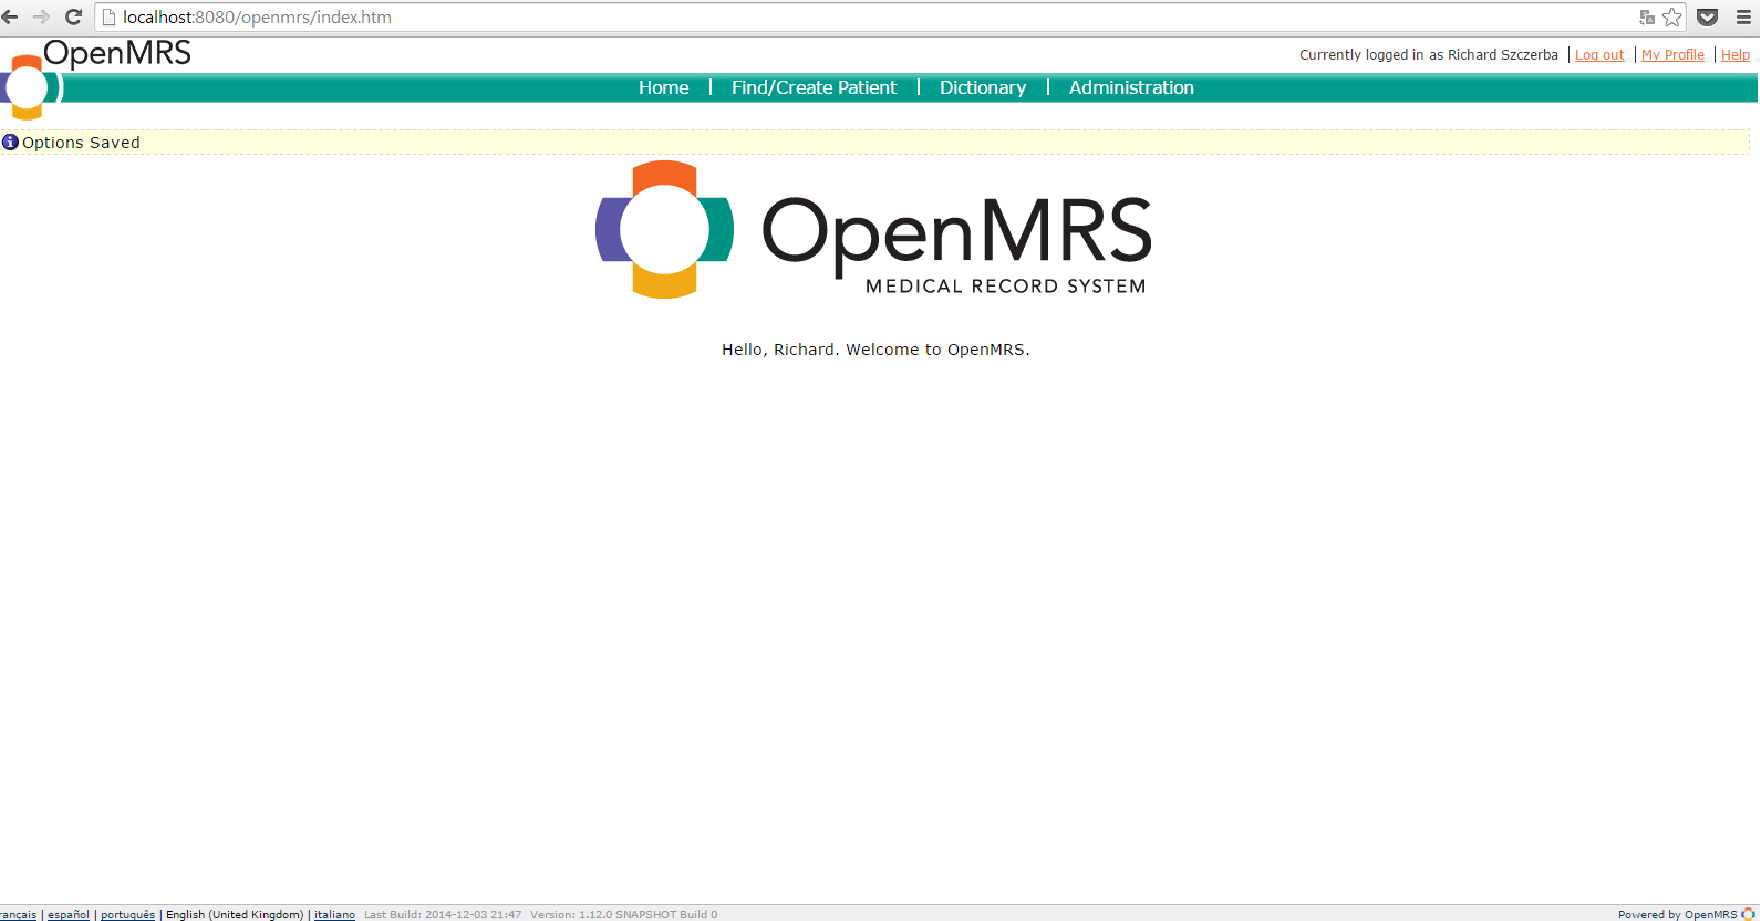 localhost:8080/openmrs/index.htm
OpenMRS
Currently logged in as Richard Szczerba | Log out | My Profile | Help
Home | Find/Create Patient | Dictionary | Administration
Options Saved
OpenMRS
MEDICAL RECORD SYSTEM
Hello, Richard. Welcome to OpenMRS.
ançais | español | português | English (United Kingdom) | italiano Last Build: 2014-12-03 21:47 Version: 1.12.0 SNAPSHOT Build 0
Powered by OpenMRS